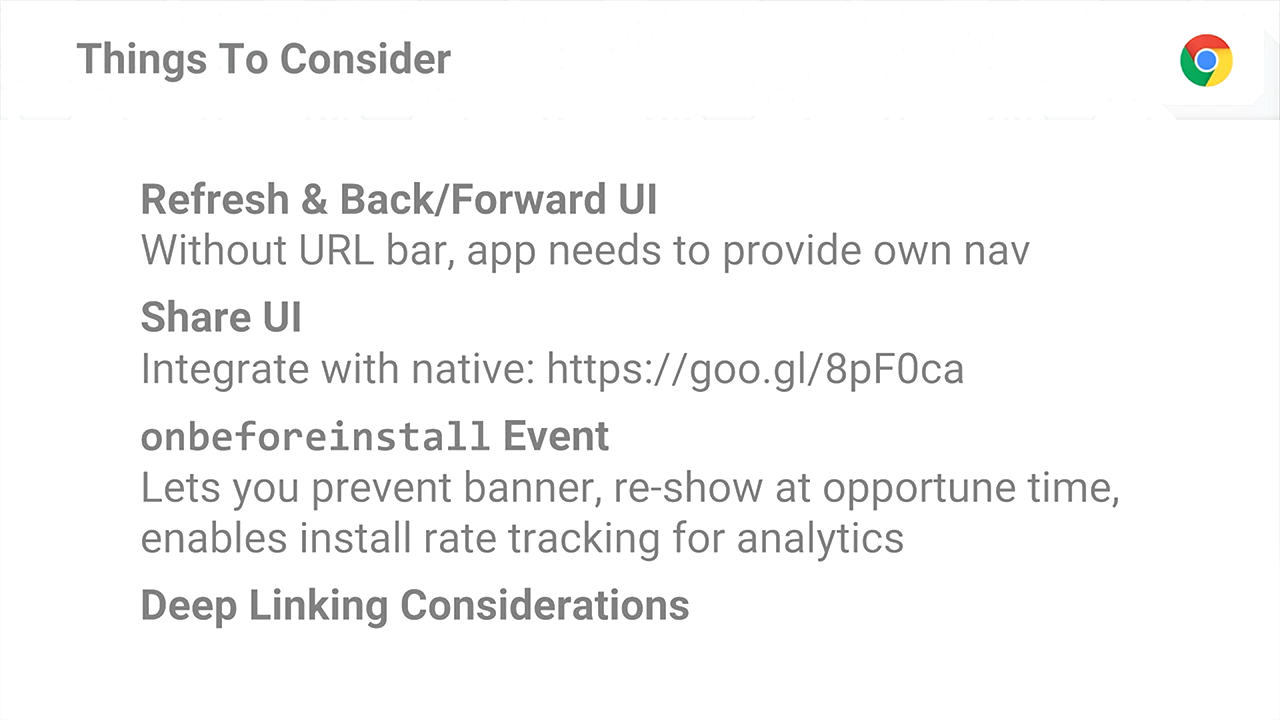 Things To Consider
Refresh & Back/Forward UI
Without URL bar, app needs to provide own nav
Share UI
Integrate with native: https://goo.gl/8pF0ca
onbeforeinstall Event
Lets you prevent banner, re-show at opportune time,
enables install rate tracking for analytics
Deep Linking Considerations